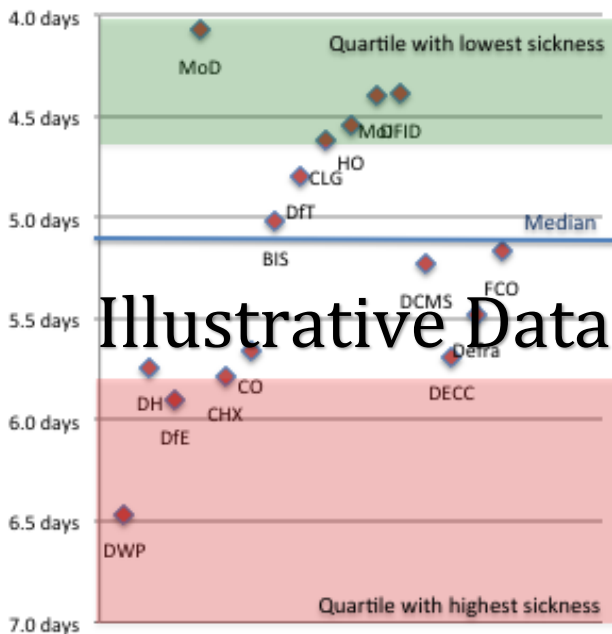 4.0 days
Quartile with lowest sickness
MoD
4.5 days
MoJ
DFID
HO
CLG
DfT
5.0 days
Median
BIS
FCO
DCMS
5.5 days
Illustrative Data
Defra
DECC
CO
DH
CHX
6.0 days
DfE
6.5 days
DWP
Quartile with highest sickness
7.0 days